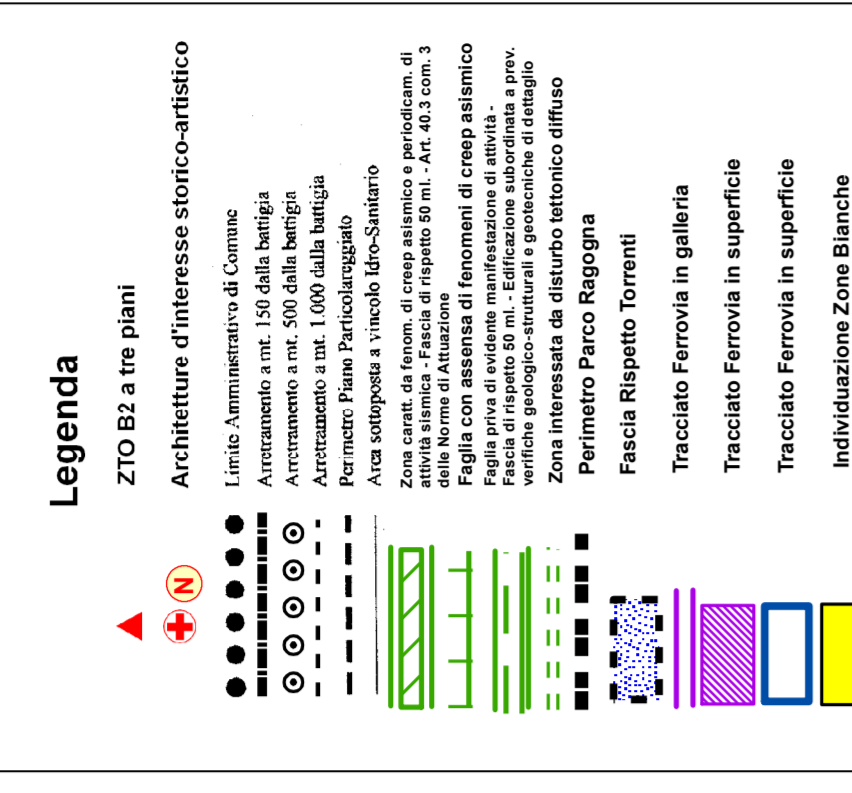 Legenda
ZTO B2 a tre piani
N
Architetture d'interesse storico-artistico
Limite Amministrativo di Comune
Arretramento a mt. 150 dalla battigia
Arretramento a mt. 500 dalla battigia
Arretramento a mt. 1.000 dalla battigia
Perimetro Piano Particolareggiato
Area sottoposta a vincolo Idro-Sanitario
Zona caratt. da fenom. di creep asismico e periodicam. di
attività sismica - Fascia di rispetto 50 ml. - Art. 40.3 com. 3
delle Norme di Attuazione
Faglia con assensa di fenomeni di creep asismico
Faglia priva di evidente manifestazione di attività -
Fascia di rispetto 50 ml. - Edificazione subordinata a prev.
verifiche geologico-strutturali e geotecniche di dettaglio
Zona interessata da disturbo tettonico diffuso
Perimetro Parco Ragogna
Fascia Rispetto Torrenti
Tracciato Ferrovia in galleria
Tracciato Ferrovia in superficie
Tracciato Ferrovia in superficie
Individuazione Zone Bianche